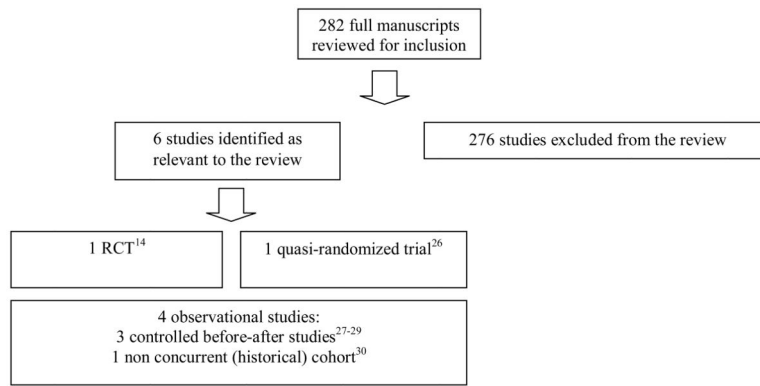 282 full manuscripts
reviewed for inclusion
6 studies identified as
relevant to the review
276 studies excluded from the review
1 RCT14
1 quasi-randomized trial26
4 observational studies:
3 controlled before-after studies27-29
1 non concurrent (historical) cohort30